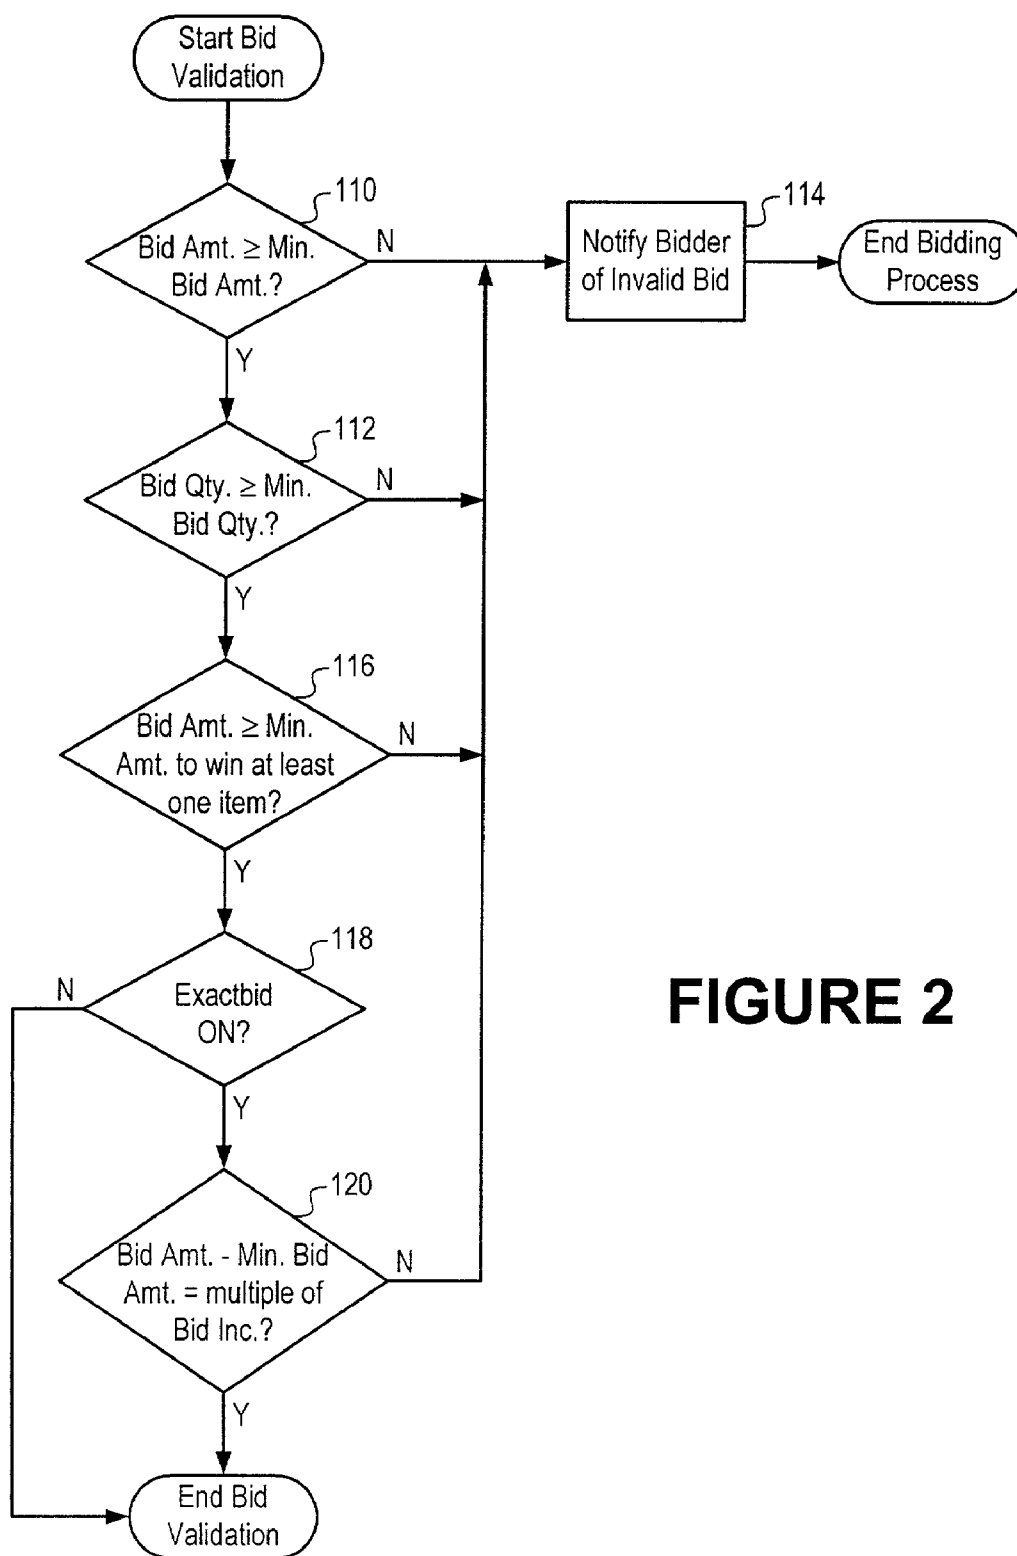 Start Bid
Validation
110
Bid Amt. ≥ Min.
Bid Amt.?
N
Y
114
Notify Bidder
of Invalid Bid
End Bidding
Process
112
Bid Qty. ≥ Min.
Bid Qty.?
N
Y
116
Bid Amt. ≥ Min.
Amt. to win at least
one item?
N
Y
118
Exactbid
ON?
N
Y
FIGURE 2
120
Bid Amt. - Min. Bid
Amt. = multiple of
Bid Inc.?
N
Y
End Bid
Validation